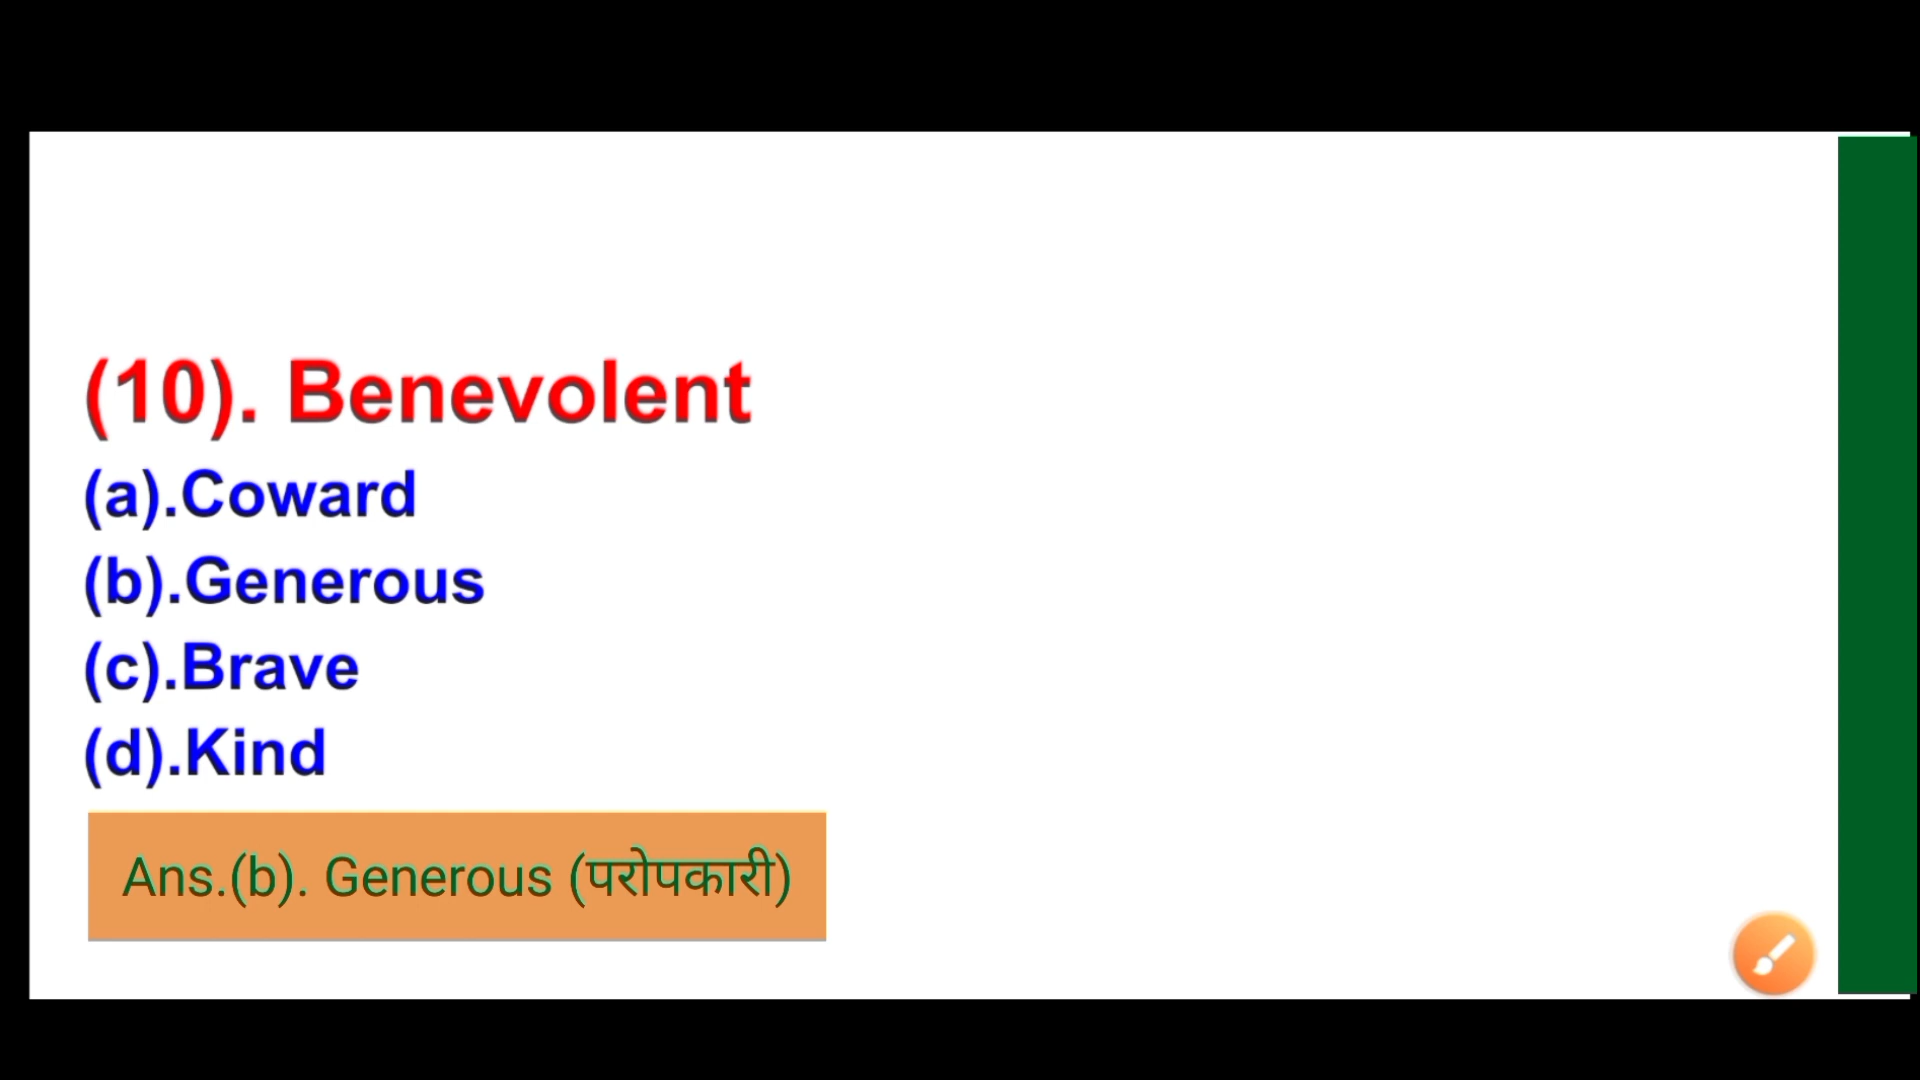 (10). Benevolent
(a).Coward
(b).Generous
(c).Brave
(d).Kind
Ans.(b). Generous (परोपकारी)